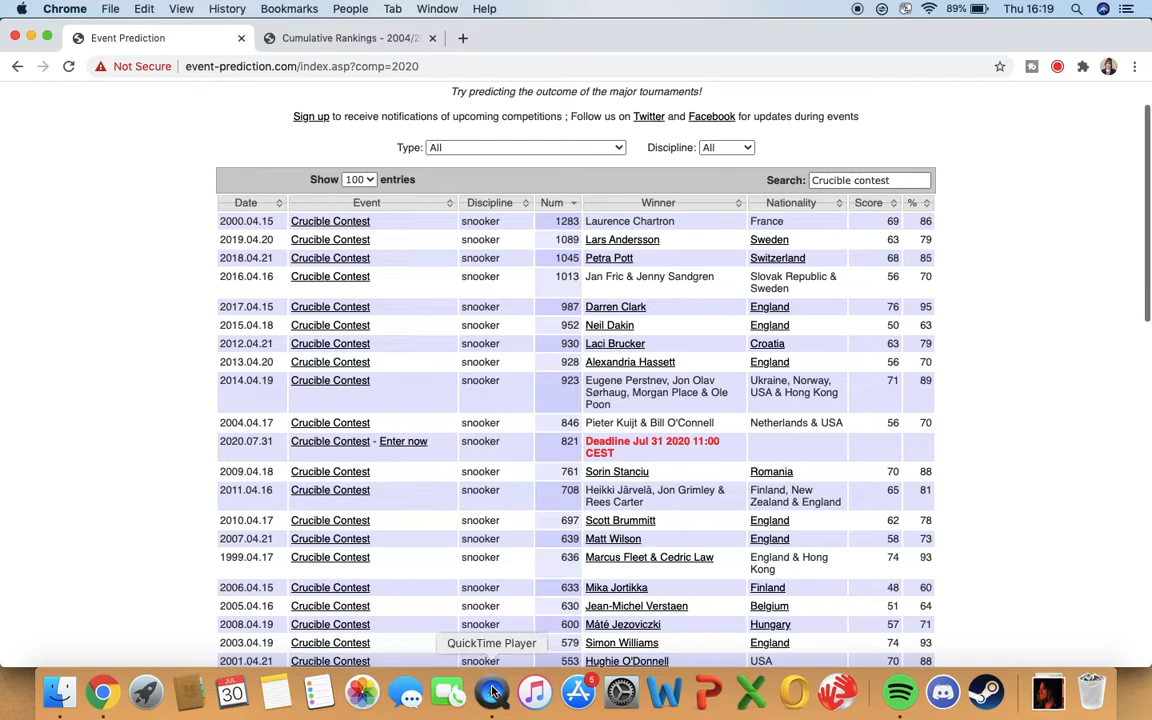 Chrome File Edit View History Bookmarks People Tab Window Help 89% Thu 16:19
Event Prediction Cumulative Rankings - 2004/2
Not Secure event-prediction.com/index.asp?comp=2020
Try predicting the outcome of the major tournaments!
Sign up to receive notifications of upcoming competitions ; Follow us on Twitter and Facebook for updates during events
Type: All Discipline: All
Show 100 entries Search: Crucible contest
Date Event Discipline Num Winner Nationality Score %
2000.04.15 Crucible Contest snooker 1283 Laurence Chartron France 69 86
2019.04.20 Crucible Contest snooker 1089 Lars Andersson Sweden 63 79
2018.04.21 Crucible Contest snooker 1045 Petra Pott Switzerland 68 85
2016.04.16 Crucible Contest snooker 1013 Jan Fric & Jenny Sandgren Slovak Republic & 56 70
Sweden
2017.04.15 Crucible Contest snooker 987 Darren Clark England 76 95
2015.04.18 Crucible Contest snooker 952 Neil Dakin England 50 63
2012.04.21 Crucible Contest snooker 930 Laci Brucker Croatia 63 79
2013.04.20 Crucible Contest snooker 928 Alexandria Hassett England 56 70
2014.04.19 Crucible Contest snooker 923 Eugene Perstnev, Jon Olav Ukraine, Norway, 71 89
Sørhaug, Morgan Place & Ole USA & Hong Kong
Poon
2004.04.17 Crucible Contest snooker 846 Pieter Kuijt & Bill O'Connell Netherlands & USA 56 70
2020.07.31 Crucible Contest - Enter now snooker 821 Deadline Jul 31 2020 11:00
CEST
2009.04.18 Crucible Contest snooker 761 Sorin Stanciu Romania 70 88
2011.04.16 Crucible Contest snooker 708 Heikki Järvelä, Jon Grimley & Finland, New 65 81
Rees Carter Zealand & England
2010.04.17 Crucible Contest snooker 697 Scott Brummitt England 62 78
2007.04.21 Crucible Contest snooker 639 Matt Wilson England 58 73
1999.04.17 Crucible Contest snooker 636 Marcus Fleet & Cedric Law England & Hong 74 93
Kong
2006.04.15 Crucible Contest snooker 633 Mika Jortikka Finland 48 60
2005.04.16 Crucible Contest snooker 630 Jean-Michel Verstaen Belgium 51 64
2008.04.19 Crucible Contest snooker 600 Máté Jezoviczki Hungary 57 71
2003.04.19 Crucible Contest snooker 579 Simon Williams England 74 93
QuickTime Player
2001.04.21 Crucible Contest snooker 553 Hughie O'Donnell USA 70 88
JUL
30
5